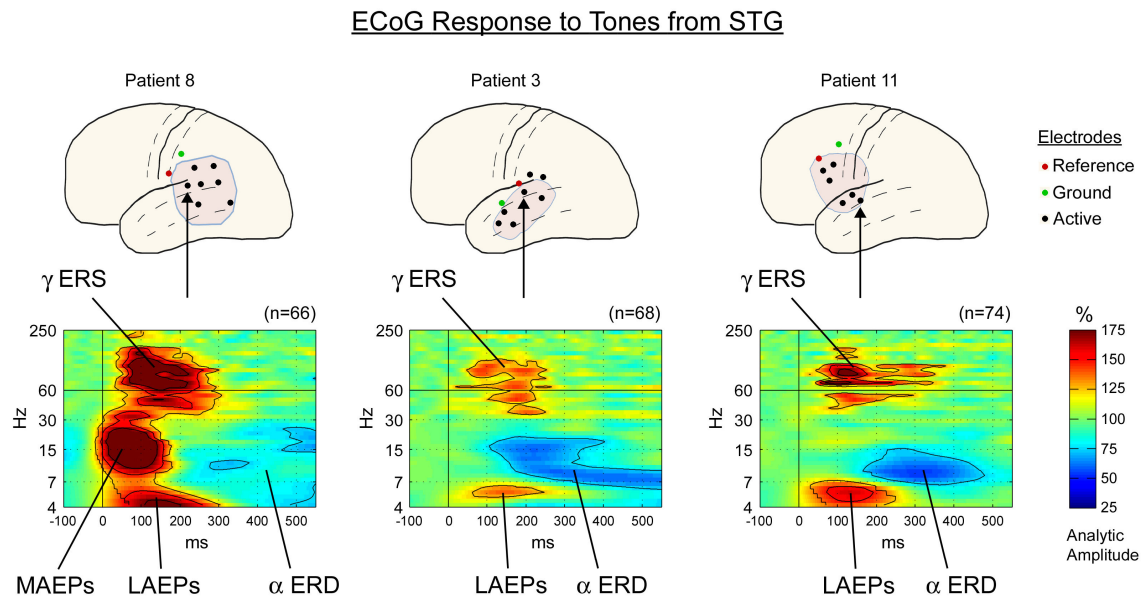 ECoG Response to Tones from STG
Patient 8
Patient 3
Patient 11
Electrodes
Reference
Ground
Active
γ ERS
γ ERS
γ ERS
(n=66)
(n=68)
(n=74)
%
250
60
30
15
7
4
Hz
-100 0 100 200 300 400 500
ms
250
60
30
15
7
4
Hz
-100 0 100 200 300 400 500
ms
250
60
30
15
7
4
Hz
-100 0 100 200 300 400 500
ms
175
150
125
100
75
50
25
Analytic
Amplitude
MAEPs LAEPs α ERD
LAEPs α ERD
LAEPs α ERD